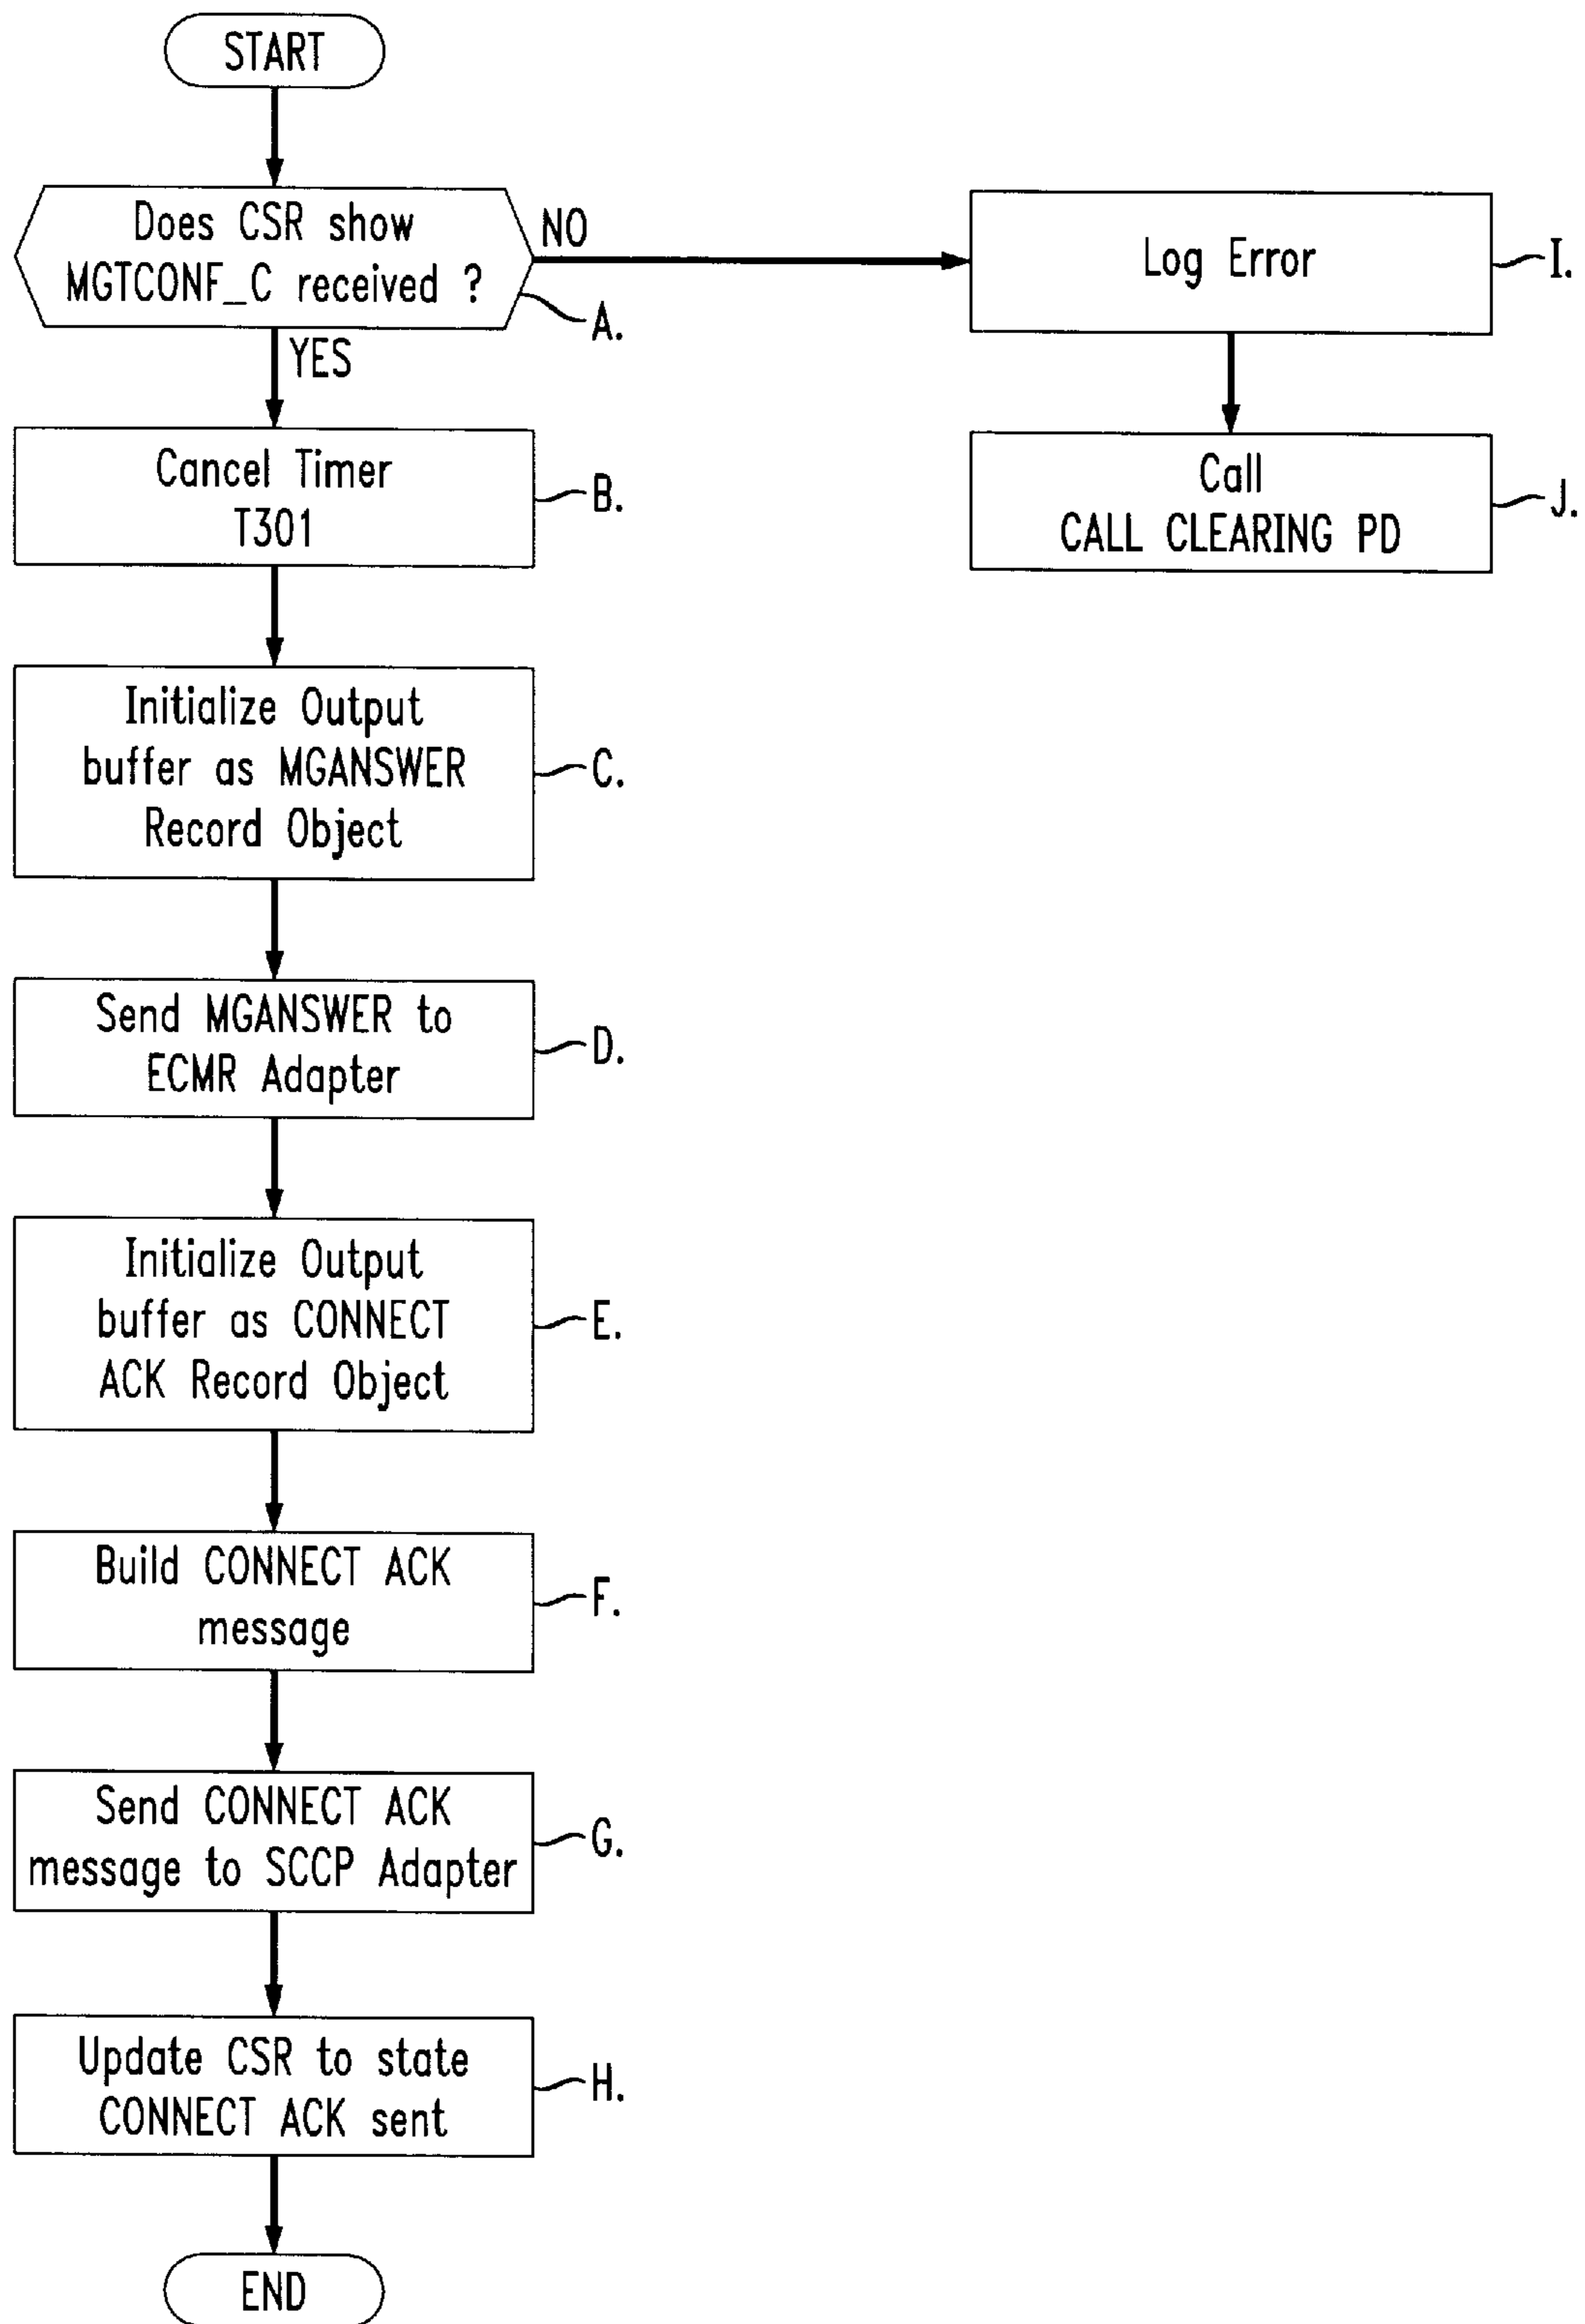 START
Does CSR show
MGTCONF_C received ?
A.
NO
YES
Log Error
I.
Call
CALL CLEARING PD
J.
Cancel Timer
T301
B.
Initialize Output
buffer as MGANSWER
Record Object
C.
Send MGANSWER to
ECMR Adapter
D.
Initialize Output
buffer as CONNECT
ACK Record Object
E.
Build CONNECT ACK
message
F.
Send CONNECT ACK
message to SCCP Adapter
G.
Update CSR to state
CONNECT ACK sent
H.
END